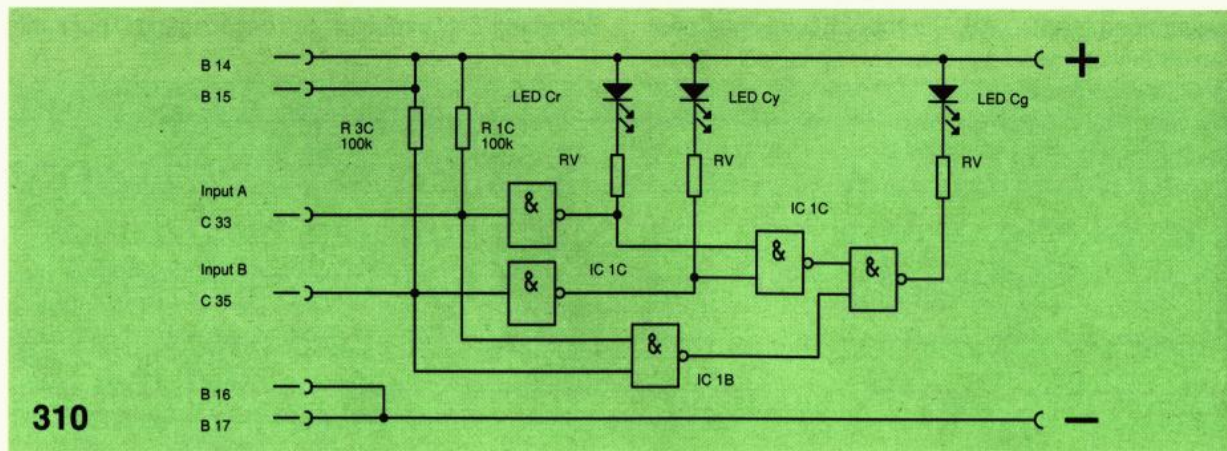 B 14
+
B 15
LED Cr
LED Cy
LED Cg
R 3C
100k
R 1C
100k
RV
RV
RV
Input A
C 33
&
IC 1C
&
&
Input B
C 35
&
IC 1C
&
IC 1B
B 16
B 17
−
310